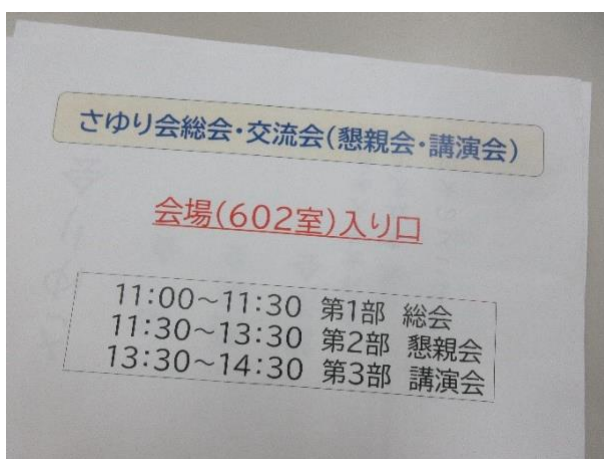 さゆり会総会・交流会(懇親会・講演会)
会場(602室)入り口
11:00～11:30 第1部 総会
11:30～13:30 第2部 懇親会
13:30～14:30 第3部 講演会